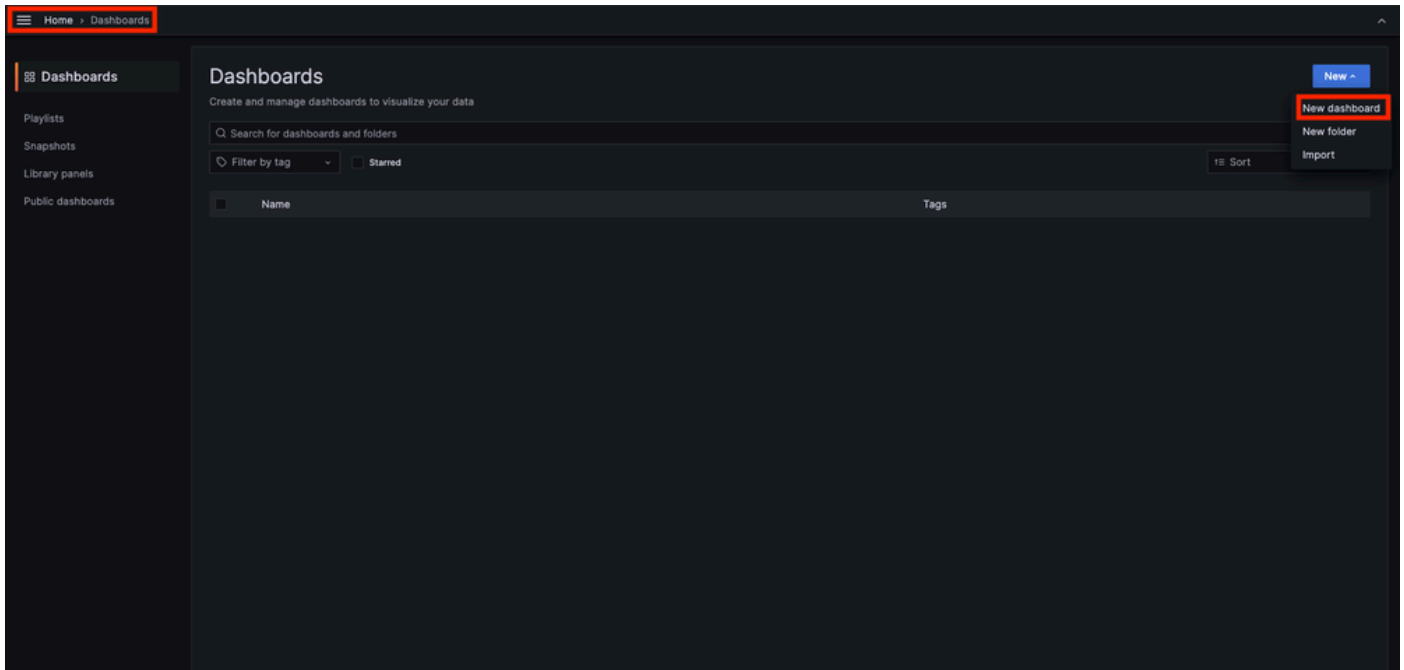 Home › Dashboards
Dashboards
Playlists
Snapshots
Library panels
Public dashboards
Dashboards
Create and manage dashboards to visualize your data
New
New dashboard
New folder
Import
Search for dashboards and folders
Filter by tag
Starred
Sort
Name
Tags